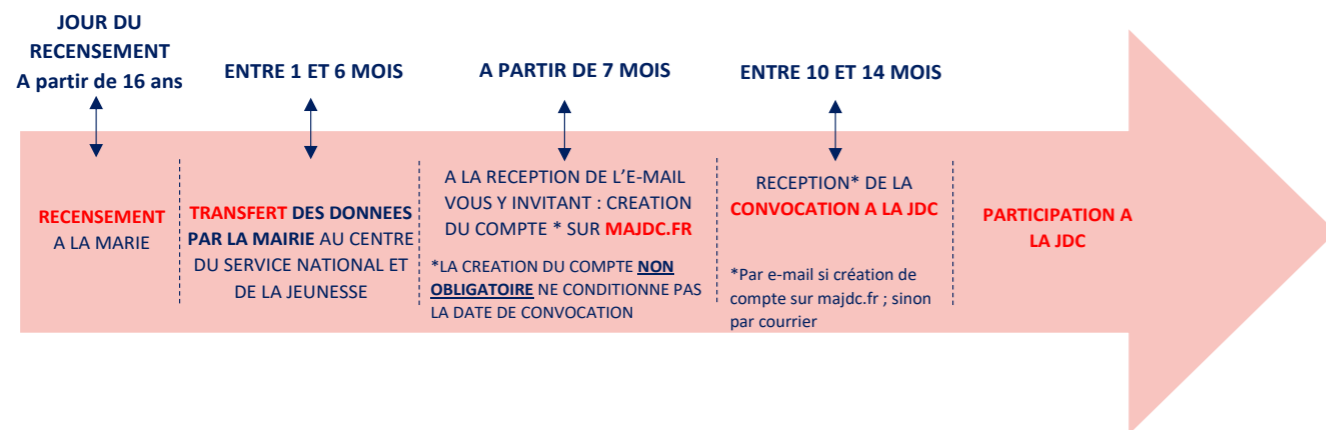 JOUR DU
RECENSEMENT
A partir de 16 ans
ENTRE 1 ET 6 MOIS
A PARTIR DE 7 MOIS
ENTRE 10 ET 14 MOIS
RECENSEMENT
A LA MARIE
TRANSFERT DES DONNEES
PAR LA MAIRIE AU CENTRE
DU SERVICE NATIONAL ET
DE LA JEUNESSE
A LA RECEPTION DE L’E-MAIL
VOUS Y INVITANT : CREATION
DU COMPTE * SUR MAJDC.FR
*LA CREATION DU COMPTE NON
OBLIGATOIRE NE CONDITIONNE PAS
LA DATE DE CONVOCATION
RECEPTION* DE LA
CONVOCATION A LA JDC
*Par e-mail si création de
compte sur majdc.fr ; sinon
par courrier
PARTICIPATION A
LA JDC